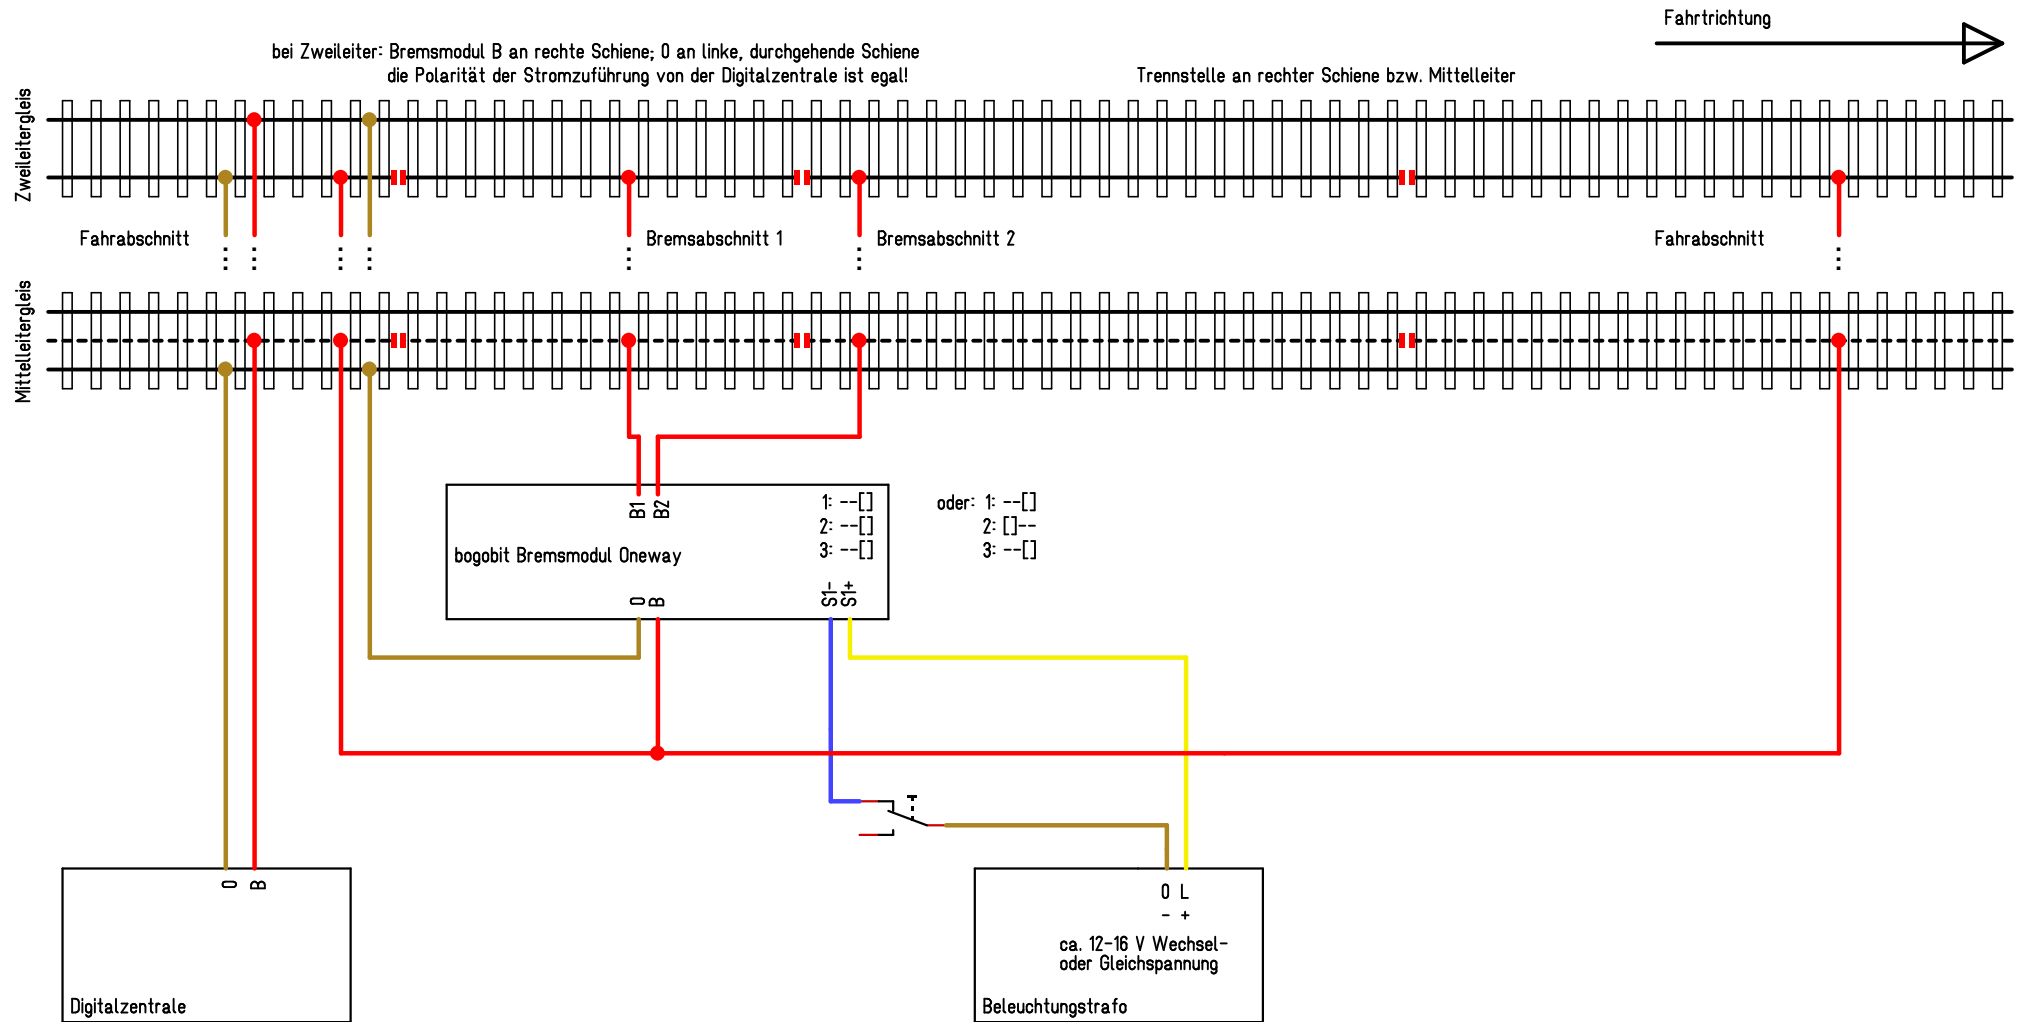 Fahrtrichtung
bei Zweileiter: Bremsmodul B an rechte Schiene; 0 an linke, durchgehende Schiene
die Polarität der Stromzuführung von der Digitalzentrale ist egal!
Trennstelle an rechter Schiene bzw. Mittelleiter
Zweileitergleis
Fahrabschnitt
Bremsabschnitt 1
Bremsabschnitt 2
Fahrabschnitt
Mittelleitergleis
B1
B2
1: --[]
2: --[]
3: --[]
oder: 1: --[]
2: []--
3: --[]
bogobit Bremsmodul Oneway
0
B
S1-
S1+
0
B
Digitalzentrale
0 L
- +
ca. 12-16 V Wechsel-
oder Gleichspannung
Beleuchtungstrafo